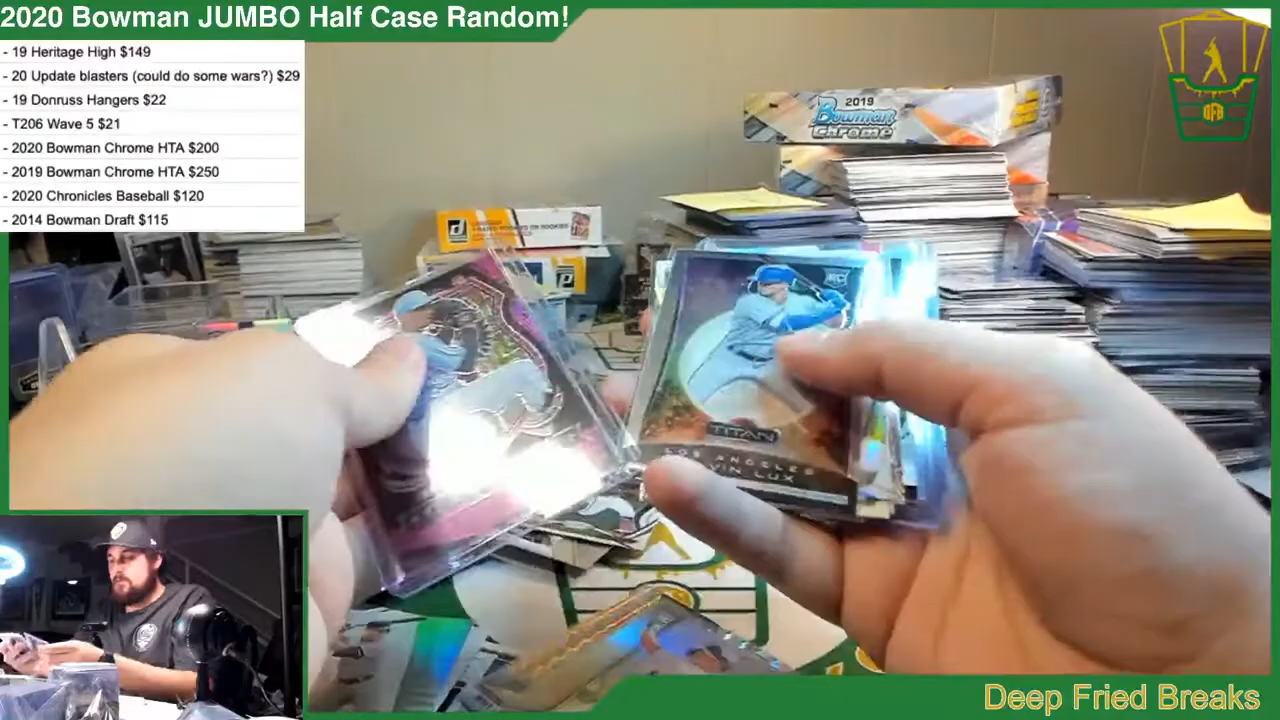 2020 Bowman JUMBO Half Case Random!
- 19 Heritage High $149
- 20 Update blasters (could do some wars?) $29
- 19 Donruss Hangers $22
- T206 Wave 5 $21
- 2020 Bowman Chrome HTA $200
- 2019 Bowman Chrome HTA $250
- 2020 Chronicles Baseball $120
- 2014 Bowman Draft $115
DFB
2019
Bowman
Chrome
RC
TITAN
LOS ANGELES
VIN LUX
Deep Fried Breaks